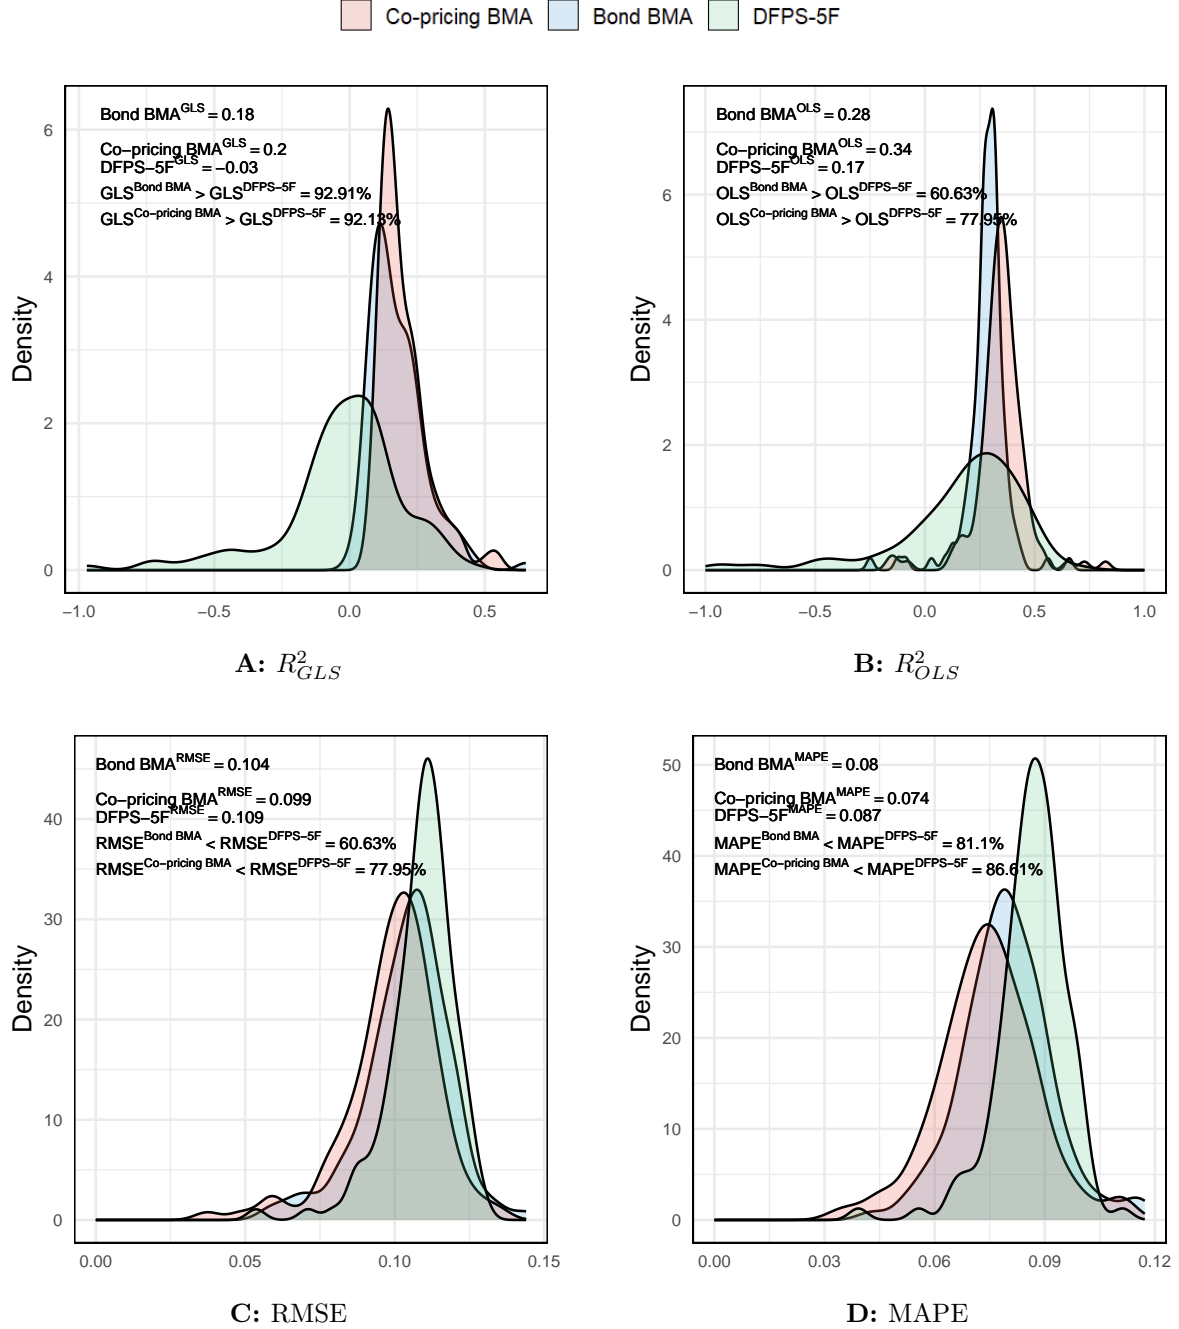 Co-pricing BMA Bond BMA DFPS-5F
Bond BMA^GLS = 0.18
Co−pricing BMA^GLS = 0.2
DFPS−5F^GLS = −0.03
GLS^Bond BMA > GLS^DFPS−5F = 92.91%
GLS^Co−pricing BMA > GLS^DFPS−5F = 92.13%
Density
6
4
2
0
−1.0 −0.5 0.0 0.5
A: R²_GLS
Bond BMA^OLS = 0.28
Co−pricing BMA^OLS = 0.34
DFPS−5F^OLS = 0.17
OLS^Bond BMA > OLS^DFPS−5F = 60.63%
OLS^Co−pricing BMA > OLS^DFPS−5F = 77.95%
Density
6
4
2
0
−1.0 −0.5 0.0 0.5 1.0
B: R²_OLS
Bond BMA^RMSE = 0.104
Co−pricing BMA^RMSE = 0.099
DFPS−5F^RMSE = 0.109
RMSE^Bond BMA < RMSE^DFPS−5F = 60.63%
RMSE^Co−pricing BMA < RMSE^DFPS−5F = 77.95%
Density
40
30
20
10
0
0.00 0.05 0.10 0.15
C: RMSE
Bond BMA^MAPE = 0.08
Co−pricing BMA^MAPE = 0.074
DFPS−5F^MAPE = 0.087
MAPE^Bond BMA < MAPE^DFPS−5F = 81.1%
MAPE^Co−pricing BMA < MAPE^DFPS−5F = 86.61%
Density
50
40
30
20
10
0
0.00 0.03 0.06 0.09 0.12
D: MAPE